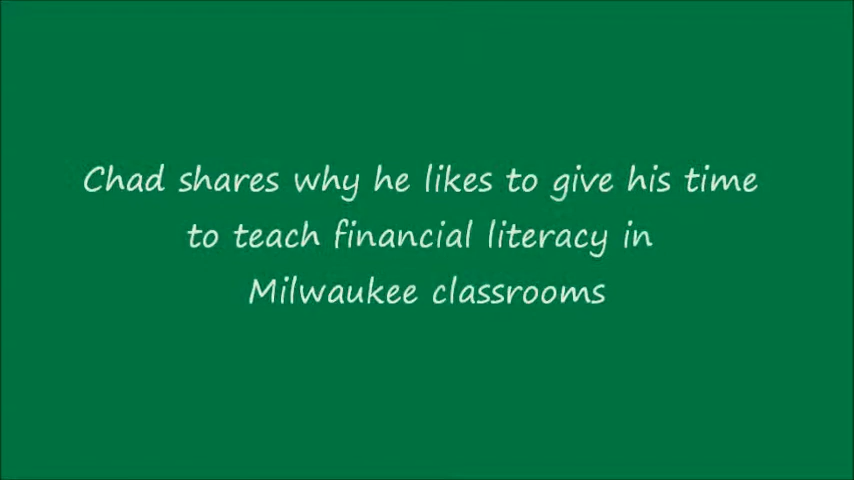 Chad shares why he likes to give his time
to teach financial literacy in
Milwaukee classrooms